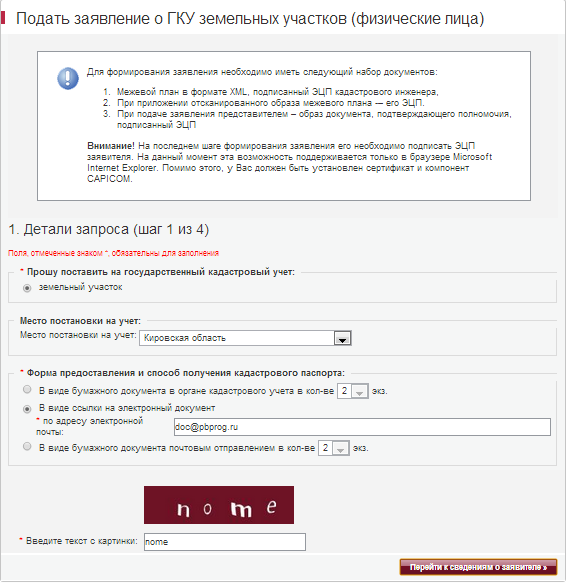 Подать заявление о ГКУ земельных участков (физические лица)
Для формирования заявления необходимо иметь следующий набор документов:
1. Межевой план в формате XML, подписанный ЭЦП кадастрового инженера,
2. При приложении отсканированного образа межевого плана — его ЭЦП.
3. При подаче заявления представителем – образ документа, подтверждающего полномочия,
подписанный ЭЦП
Внимание! На последнем шаге формирования заявления его необходимо подписать ЭЦП
заявителя. На данный момент эта возможность поддерживается только в браузере Microsoft
Internet Explorer. Помимо этого, у Вас должен быть установлен сертификат и компонент
CAPICOM.
1. Детали запроса (шаг 1 из 4)
Поля, отмеченные знаком *, обязательны для заполнения
* Прошу поставить на государственный кадастровый учет:
земельный участок
Место постановки на учет:
Место постановки на учет: Кировская область
* Форма предоставления и способ получения кадастрового паспорта:
В виде бумажного документа в органе кадастрового учета в кол-ве 2 экз.
В виде ссылки на электронный документ
* по адресу электронной
почты: doc@pbprog.ru
В виде бумажного документа почтовым отправлением в кол-ве 2 экз.
nome
* Введите текст с картинки: nome
Перейти к сведениям о заявителе »